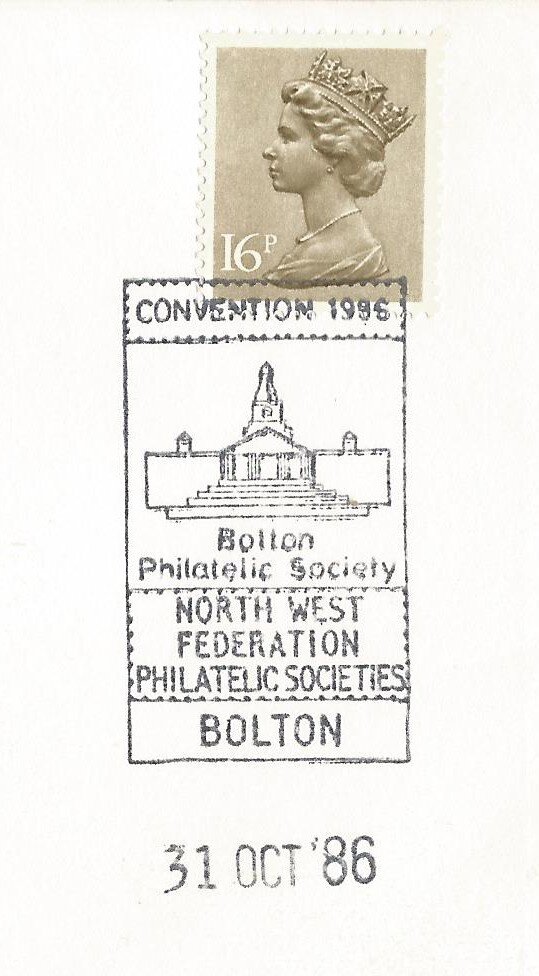 16P
CONVENTION 1986
Bolton
Philatelic Society
NORTH WEST
FEDERATION
PHILATELIC SOCIETIES
BOLTON
31 OCT '86